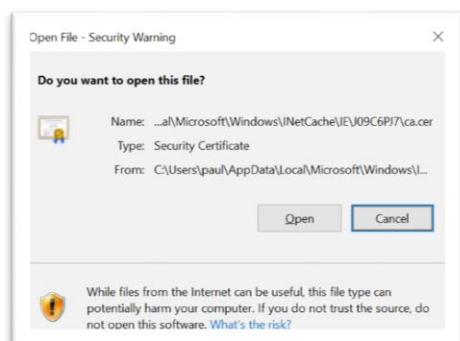 Open File - Security Warning
Do you want to open this file?
Name: ...al\Microsoft\Windows\INetCache\IE\J09C6PJ7\ca.cer
Type: Security Certificate
From: C:\Users\paul\AppData\Local\Microsoft\Windows\I...
Open Cancel
While files from the Internet can be useful, this file type can
potentially harm your computer. If you do not trust the source, do
not open this software. What's the risk?